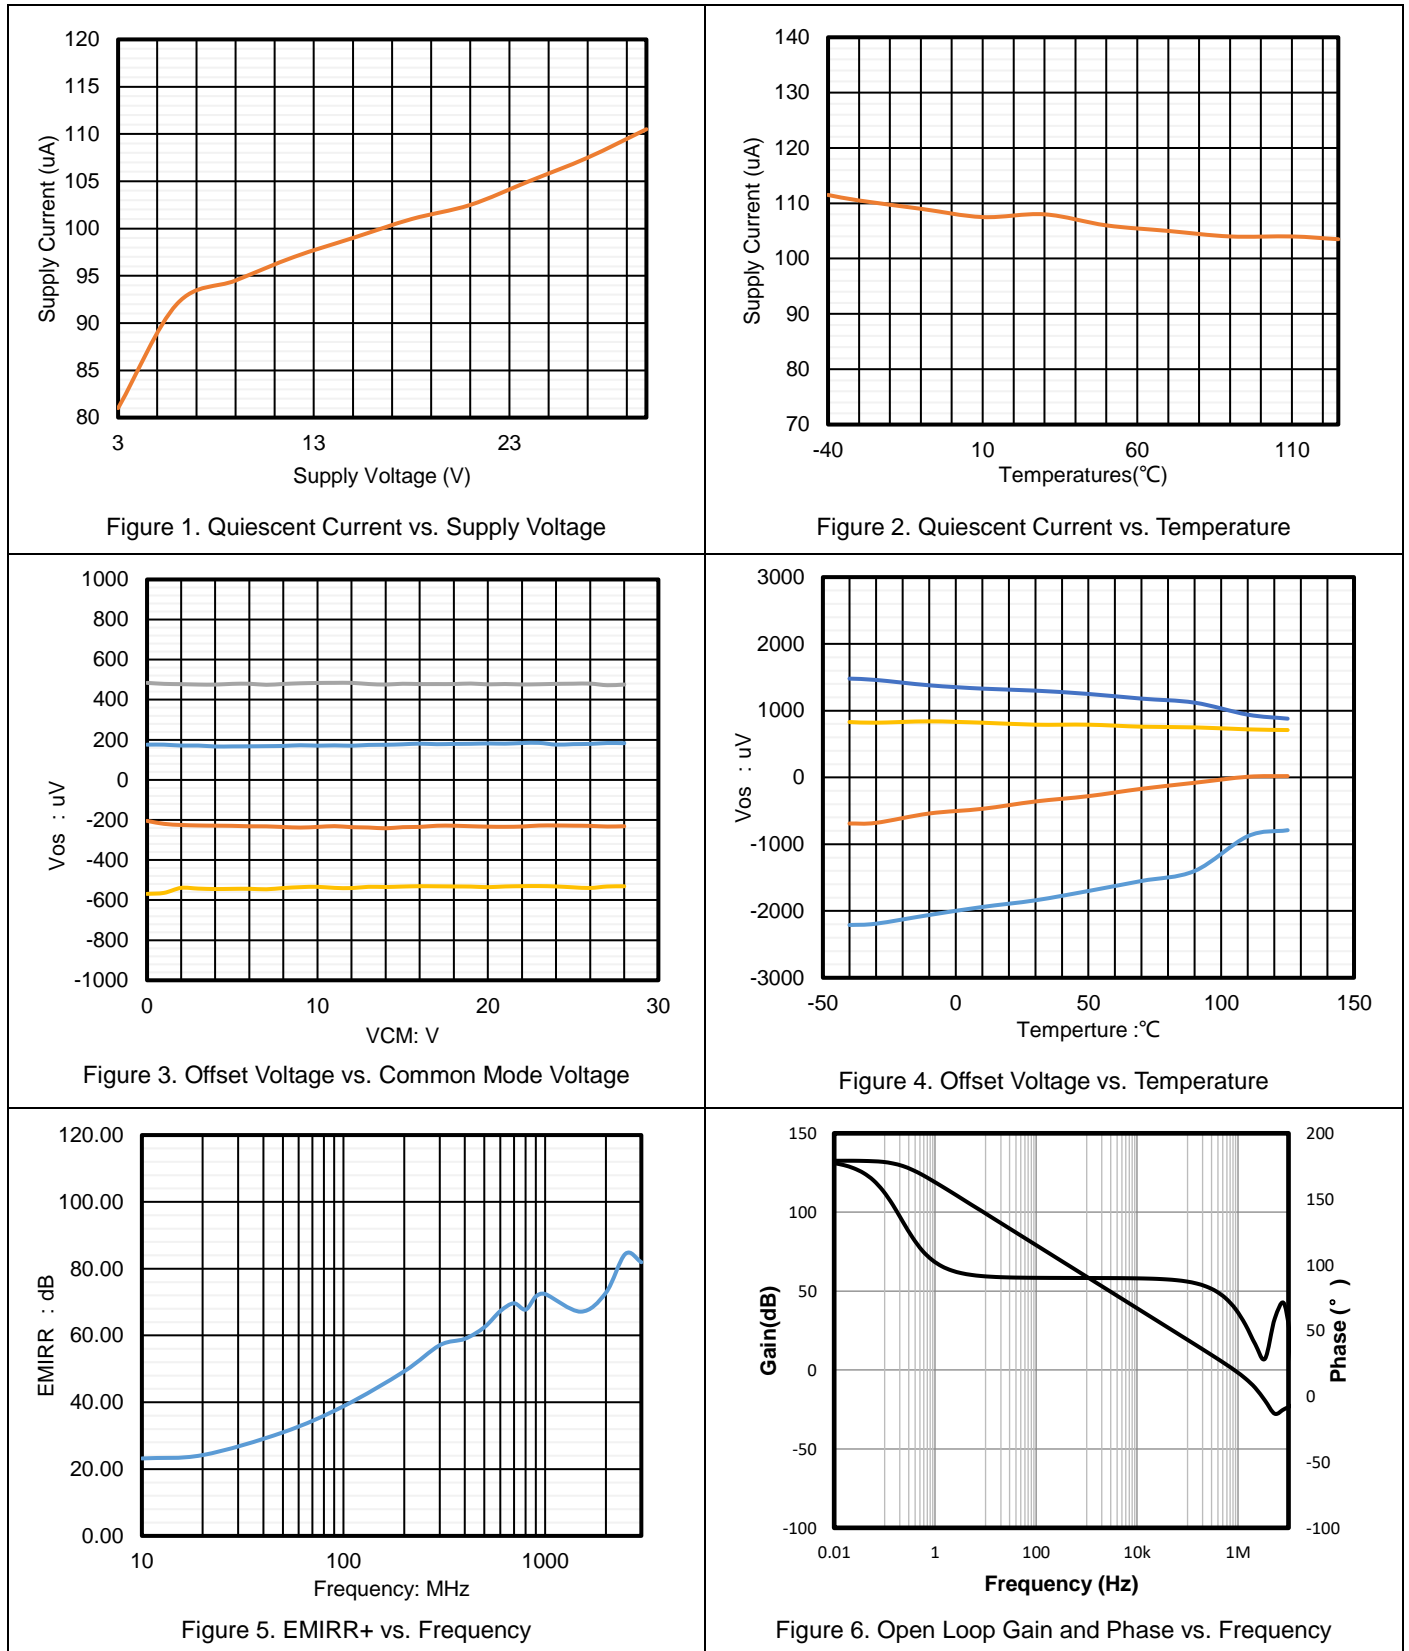 120
115
110
105
100
95
90
85
80
Supply Current (uA)
3 13 23
Supply Voltage (V)
Figure 1. Quiescent Current vs. Supply Voltage
140
130
120
110
100
90
80
70
Supply Current (uA)
-40 10 60 110
Temperatures(℃)
Figure 2. Quiescent Current vs. Temperature
1000
800
600
400
200
0
-200
-400
-600
-800
-1000
Vos : uV
0 10 20 30
VCM: V
Figure 3. Offset Voltage vs. Common Mode Voltage
3000
2000
1000
0
-1000
-2000
-3000
Vos : uV
-50 0 50 100 150
Temperture :℃
Figure 4. Offset Voltage vs. Temperature
120.00
100.00
80.00
60.00
40.00
20.00
0.00
EMIRR : dB
10 100 1000
Frequency: MHz
Figure 5. EMIRR+ vs. Frequency
150
100
50
0
-50
-100
Gain(dB)
200
150
100
50
0
-50
-100
Phase (° )
0.01 1 100 10k 1M
Frequency (Hz)
Figure 6. Open Loop Gain and Phase vs. Frequency